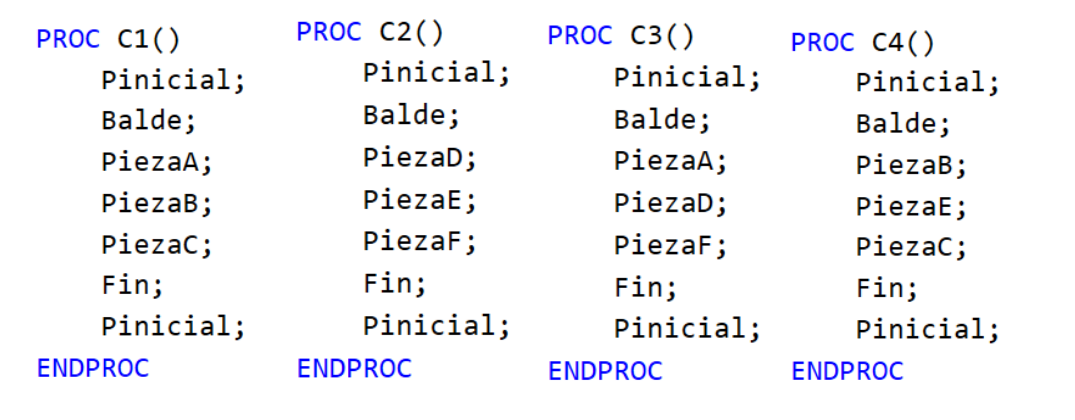 PROC C1()
    Pinicial;
    Balde;
    PiezaA;
    PiezaB;
    PiezaC;
    Fin;
    Pinicial;
ENDPROC
PROC C2()
    Pinicial;
    Balde;
    PiezaD;
    PiezaE;
    PiezaF;
    Fin;
    Pinicial;
ENDPROC
PROC C3()
    Pinicial;
    Balde;
    PiezaA;
    PiezaD;
    PiezaF;
    Fin;
    Pinicial;
ENDPROC
PROC C4()
    Pinicial;
    Balde;
    PiezaB;
    PiezaE;
    PiezaC;
    Fin;
    Pinicial;
ENDPROC